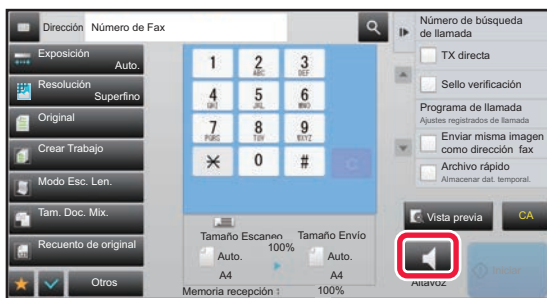 Dirección Número de Fax
Exposición
Auto.
Resolución
Superfino
Original
Crear Trabajo
Modo Esc. Len.
Tam. Doc. Mix.
Recuento de original
Otros
1 2 3
ABC DEF
4 5 6
GHI JKL MNO
7 8 9
PQRS TUV WXYZ
0 #
Tamaño Escaneo Tamaño Envío
100%
Auto. Auto.
A4 A4
Memoria recepción : 100%
Número de búsqueda
de llamada
TX directa
Sello verificación
Programa de llamada
Ajustes registrados de llamada
Enviar misma imagen
como dirección fax
Archivo rápido
Almacenar dat. temporal.
Vista previa CA
Altavoz